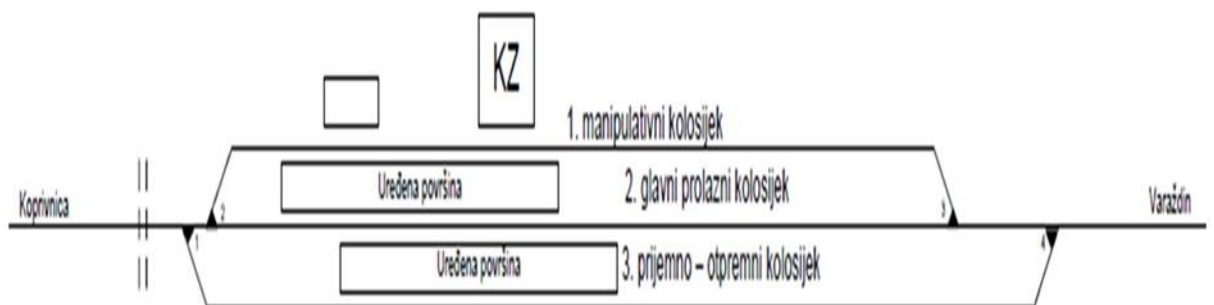 KZ
1. manipulativni kolosijek
Uređena površina
2. glavni prolazni kolosijek
Koprivnica
2
3
Varaždin
1
4
Uređena površina
3. prijemno – otpremni kolosijek